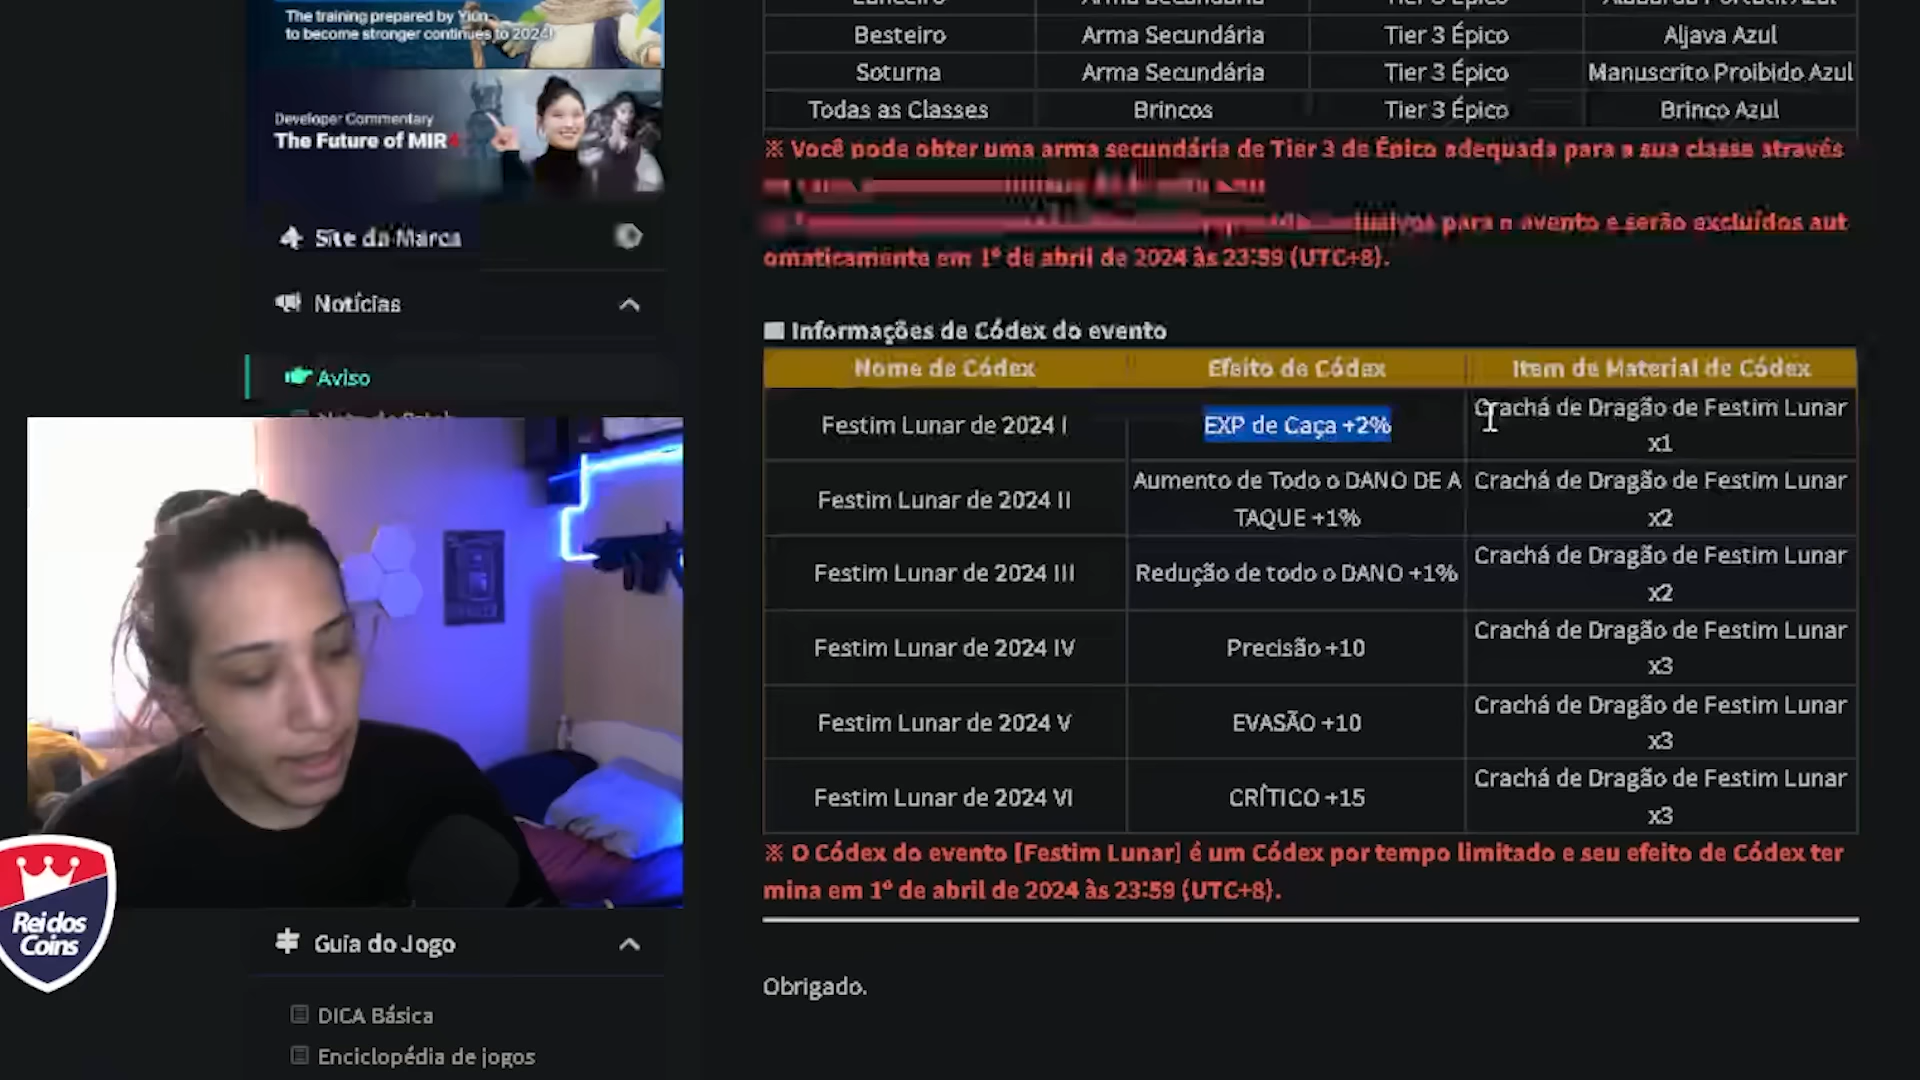 The training prepared by Yiun
to become stronger continues to 2024!
Developer Commentary
The Future of MIR4
Site da Marca
Notícias
Aviso
Guia do Jogo
DICA Básica
Enciclopédia de jogos
Rei dos
Coins
Besteiro Arma Secundária Tier 3 Épico Aljava Azul
Soturna Arma Secundária Tier 3 Épico Manuscrito Proibido Azul
Todas as Classes Brincos Tier 3 Épico Brinco Azul
※ Você pode obter uma arma secundária de Tier 3 de Épico adequada para a sua classe através
para o evento e serão excluídos aut
omaticamente em 1º de abril de 2024 às 23:59 (UTC+8).
■ Informações de Códex do evento
Nome de Códex Efeito de Códex Item de Material de Códex
Festim Lunar de 2024 I EXP de Caça +2% Crachá de Dragão de Festim Lunar
x1
Festim Lunar de 2024 II Aumento de Todo o DANO DE A
TAQUE +1% Crachá de Dragão de Festim Lunar
x2
Festim Lunar de 2024 III Redução de todo o DANO +1% Crachá de Dragão de Festim Lunar
x2
Festim Lunar de 2024 IV Precisão +10 Crachá de Dragão de Festim Lunar
x3
Festim Lunar de 2024 V EVASÃO +10 Crachá de Dragão de Festim Lunar
x3
Festim Lunar de 2024 VI CRÍTICO +15 Crachá de Dragão de Festim Lunar
x3
※ O Códex do evento [Festim Lunar] é um Códex por tempo limitado e seu efeito de Códex ter
mina em 1º de abril de 2024 às 23:59 (UTC+8).
Obrigado.